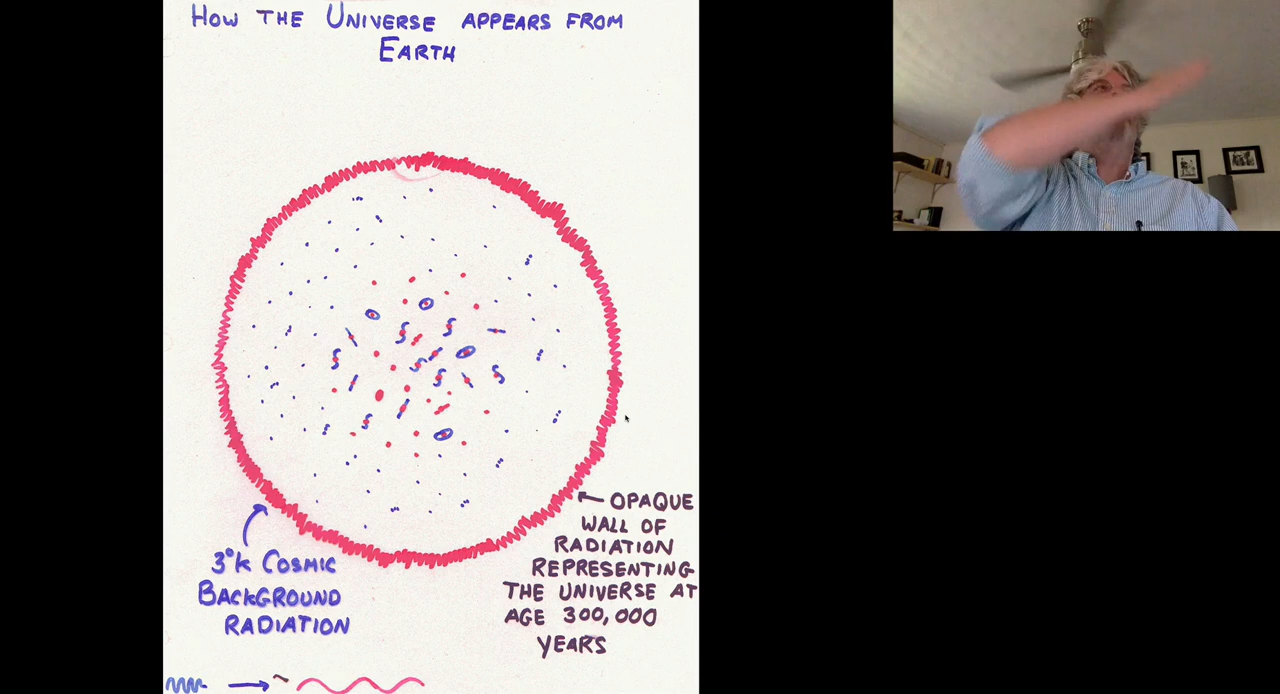 HOW THE UNIVERSE APPEARS FROM
EARTH
OPAQUE
WALL OF
RADIATION
REPRESENTING
THE UNIVERSE AT
AGE 300,000
YEARS
3°K COSMIC
BACKGROUND
RADIATION